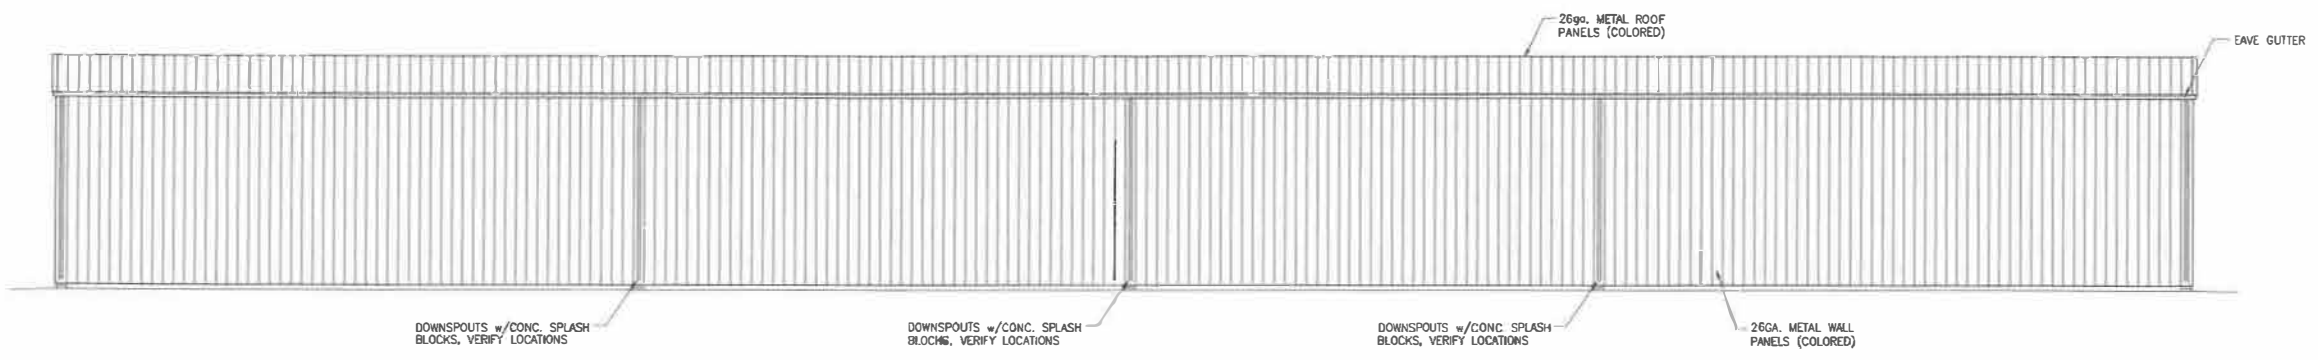 26ga. METAL ROOF
PANELS (COLORED)
EAVE GUTTER
DOWNSPOUTS w/CONC. SPLASH
BLOCKS, VERIFY LOCATIONS
DOWNSPOUTS w/CONC. SPLASH
BLOCKS, VERIFY LOCATIONS
DOWNSPOUTS w/CONC SPLASH
BLOCKS, VERIFY LOCATIONS
26GA. METAL WALL
PANELS (COLORED)